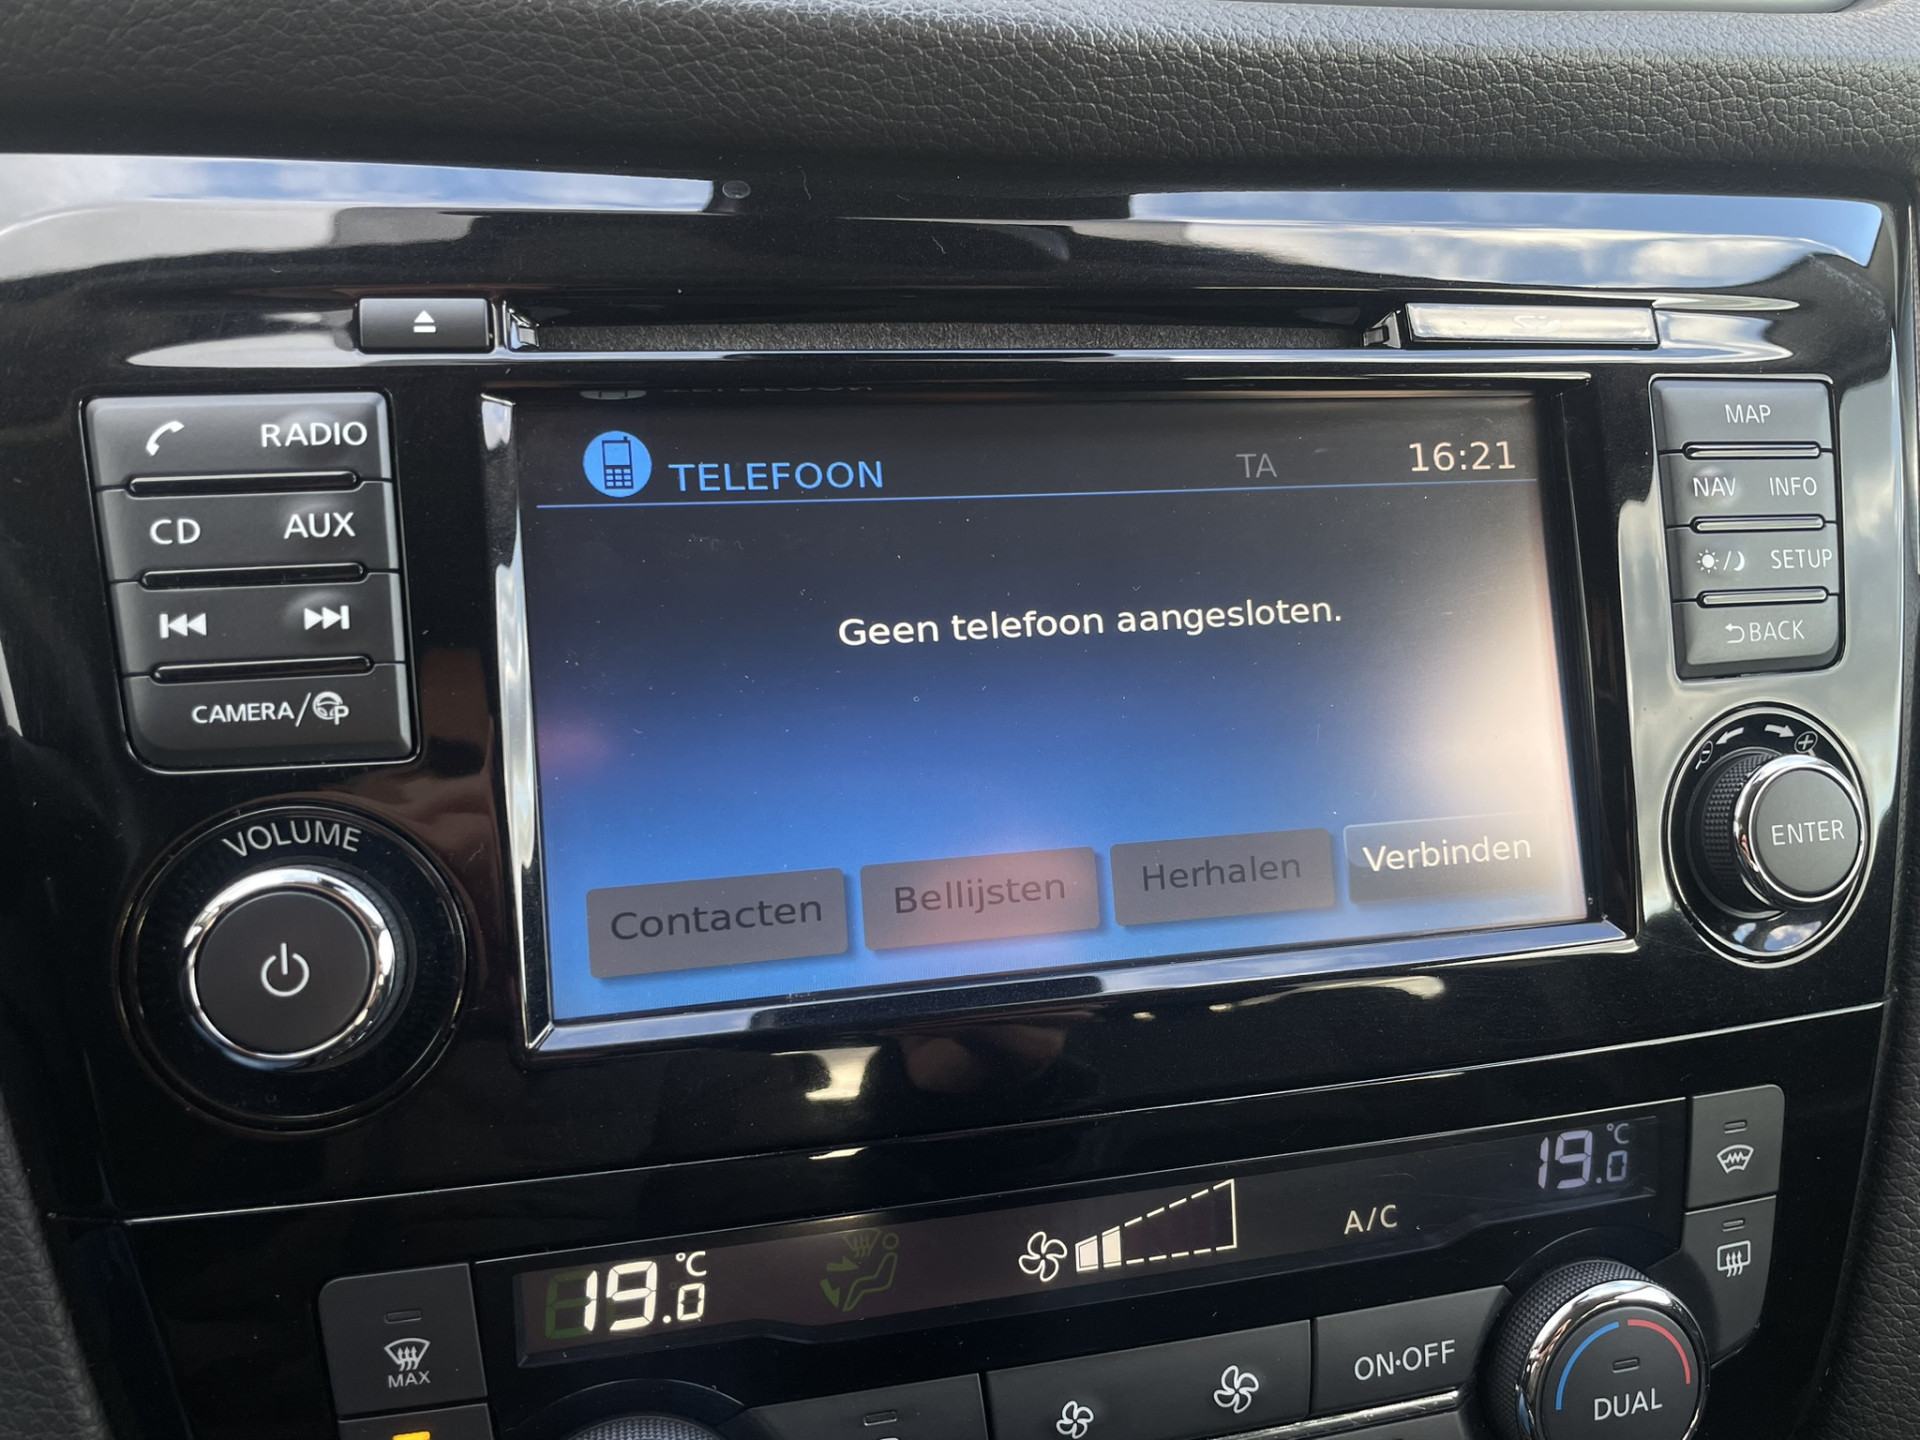 RADIO
CD AUX
CAMERA/
VOLUME
TELEFOON TA 16:21
Geen telefoon aangesloten.
Contacten Bellijsten Herhalen Verbinden
MAP
NAV INFO
SETUP
BACK
ENTER
19.0 °C A/C 19.0 °C
MAX
ON·OFF
DUAL